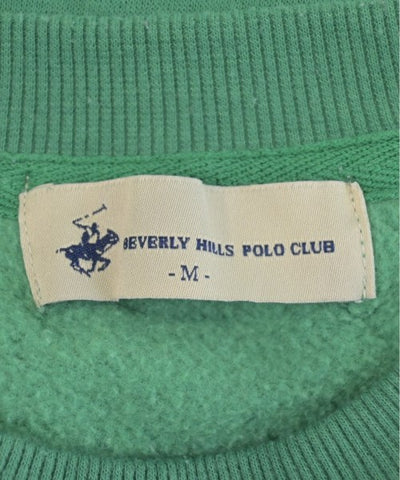 BEVERLY HILLS POLO CLUB
- M -